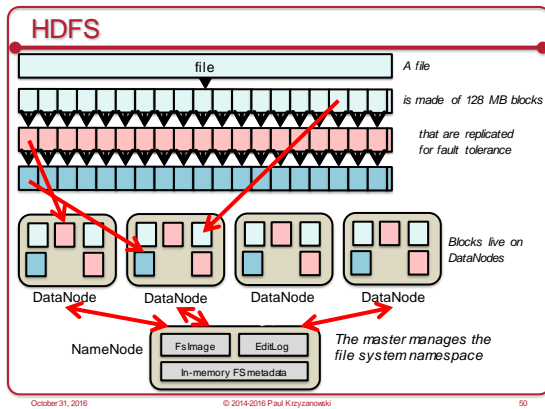 HDFS
file
A file
is made of 128 MB blocks
that are replicated
for fault tolerance
Blocks live on
DataNodes
DataNode
DataNode
DataNode
DataNode
NameNode
FsImage
EditLog
In-memory FS metadata
The master manages the
file system namespace
October 31, 2016
© 2014-2016 Paul Krzyzanowski
50